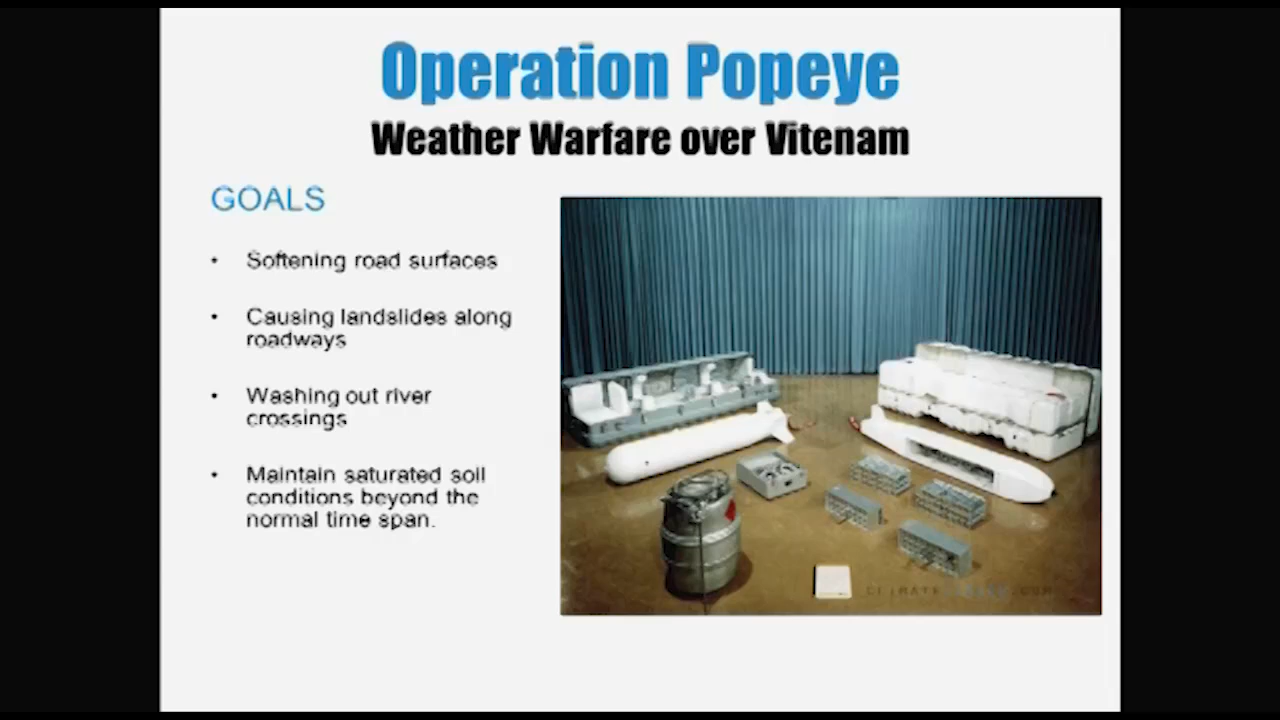 Operation Popeye
Weather Warfare over Vitenam
GOALS
• Softening road surfaces
• Causing landslides along
roadways
• Washing out river
crossings
• Maintain saturated soil
conditions beyond the
normal time span.